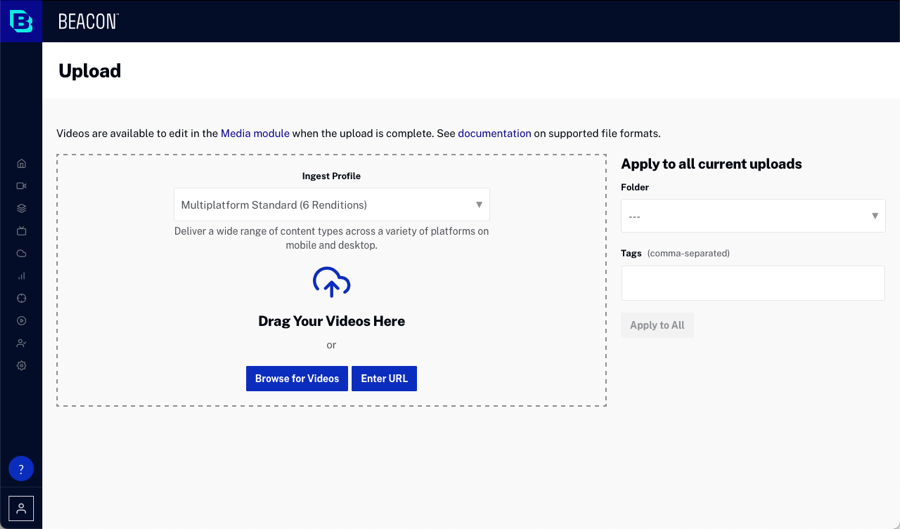 BEACON
Upload
Videos are available to edit in the Media module when the upload is complete. See documentation on supported file formats.
Ingest Profile
Multiplatform Standard (6 Renditions)
Deliver a wide range of content types across a variety of platforms on
mobile and desktop.
Drag Your Videos Here
or
Browse for Videos
Enter URL
Apply to all current uploads
Folder
---
Tags (comma-separated)
Apply to All
?